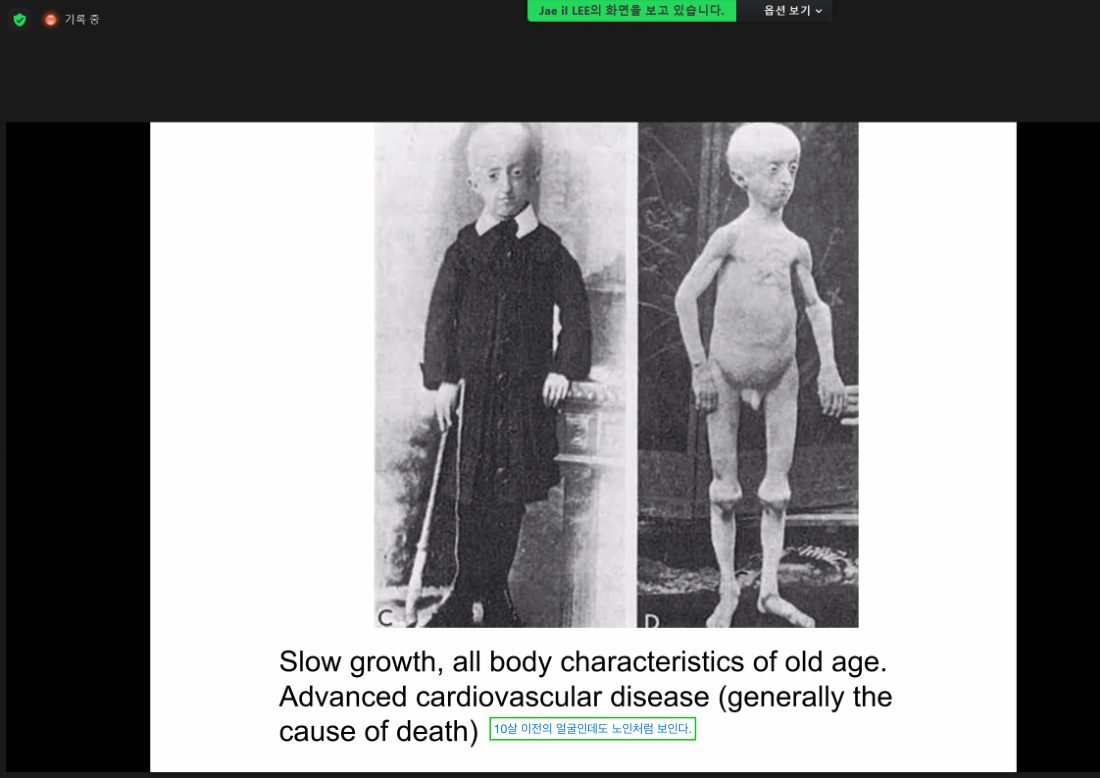 기록 중
Jae il LEE의 화면을 보고 있습니다.
옵션 보기
C
D
Slow growth, all body characteristics of old age.
Advanced cardiovascular disease (generally the
cause of death)
10살 이전의 얼굴인데도 노인처럼 보인다.